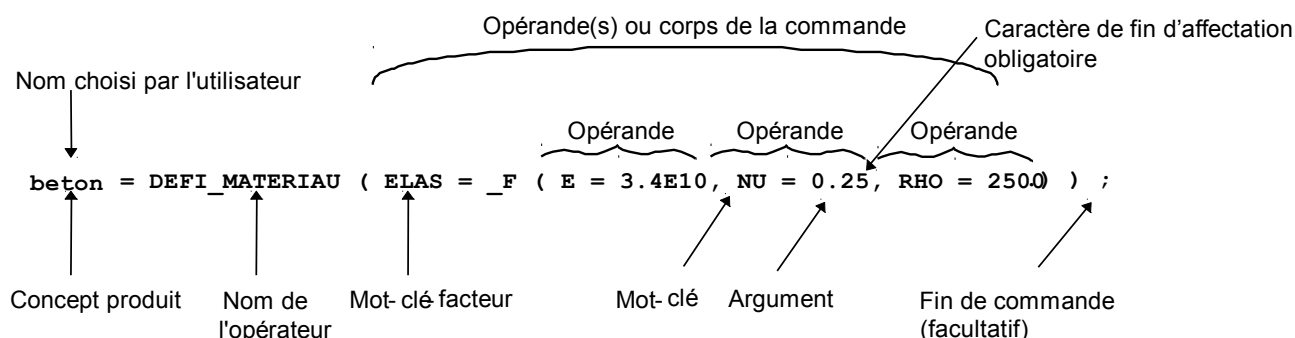 Opérande(s) ou corps de la commande
Caractère de fin d'affectation
obligatoire
Nom choisi par l'utilisateur
Opérande
Opérande
Opérande
beton = DEFI_MATERIAU ( ELAS = _F ( E = 3.4E10, NU = 0.25, RHO = 2500.) ) ;
Concept produit
Nom de
l'opérateur
Mot- clé facteur
Mot- clé
Argument
Fin de commande
(facultatif)